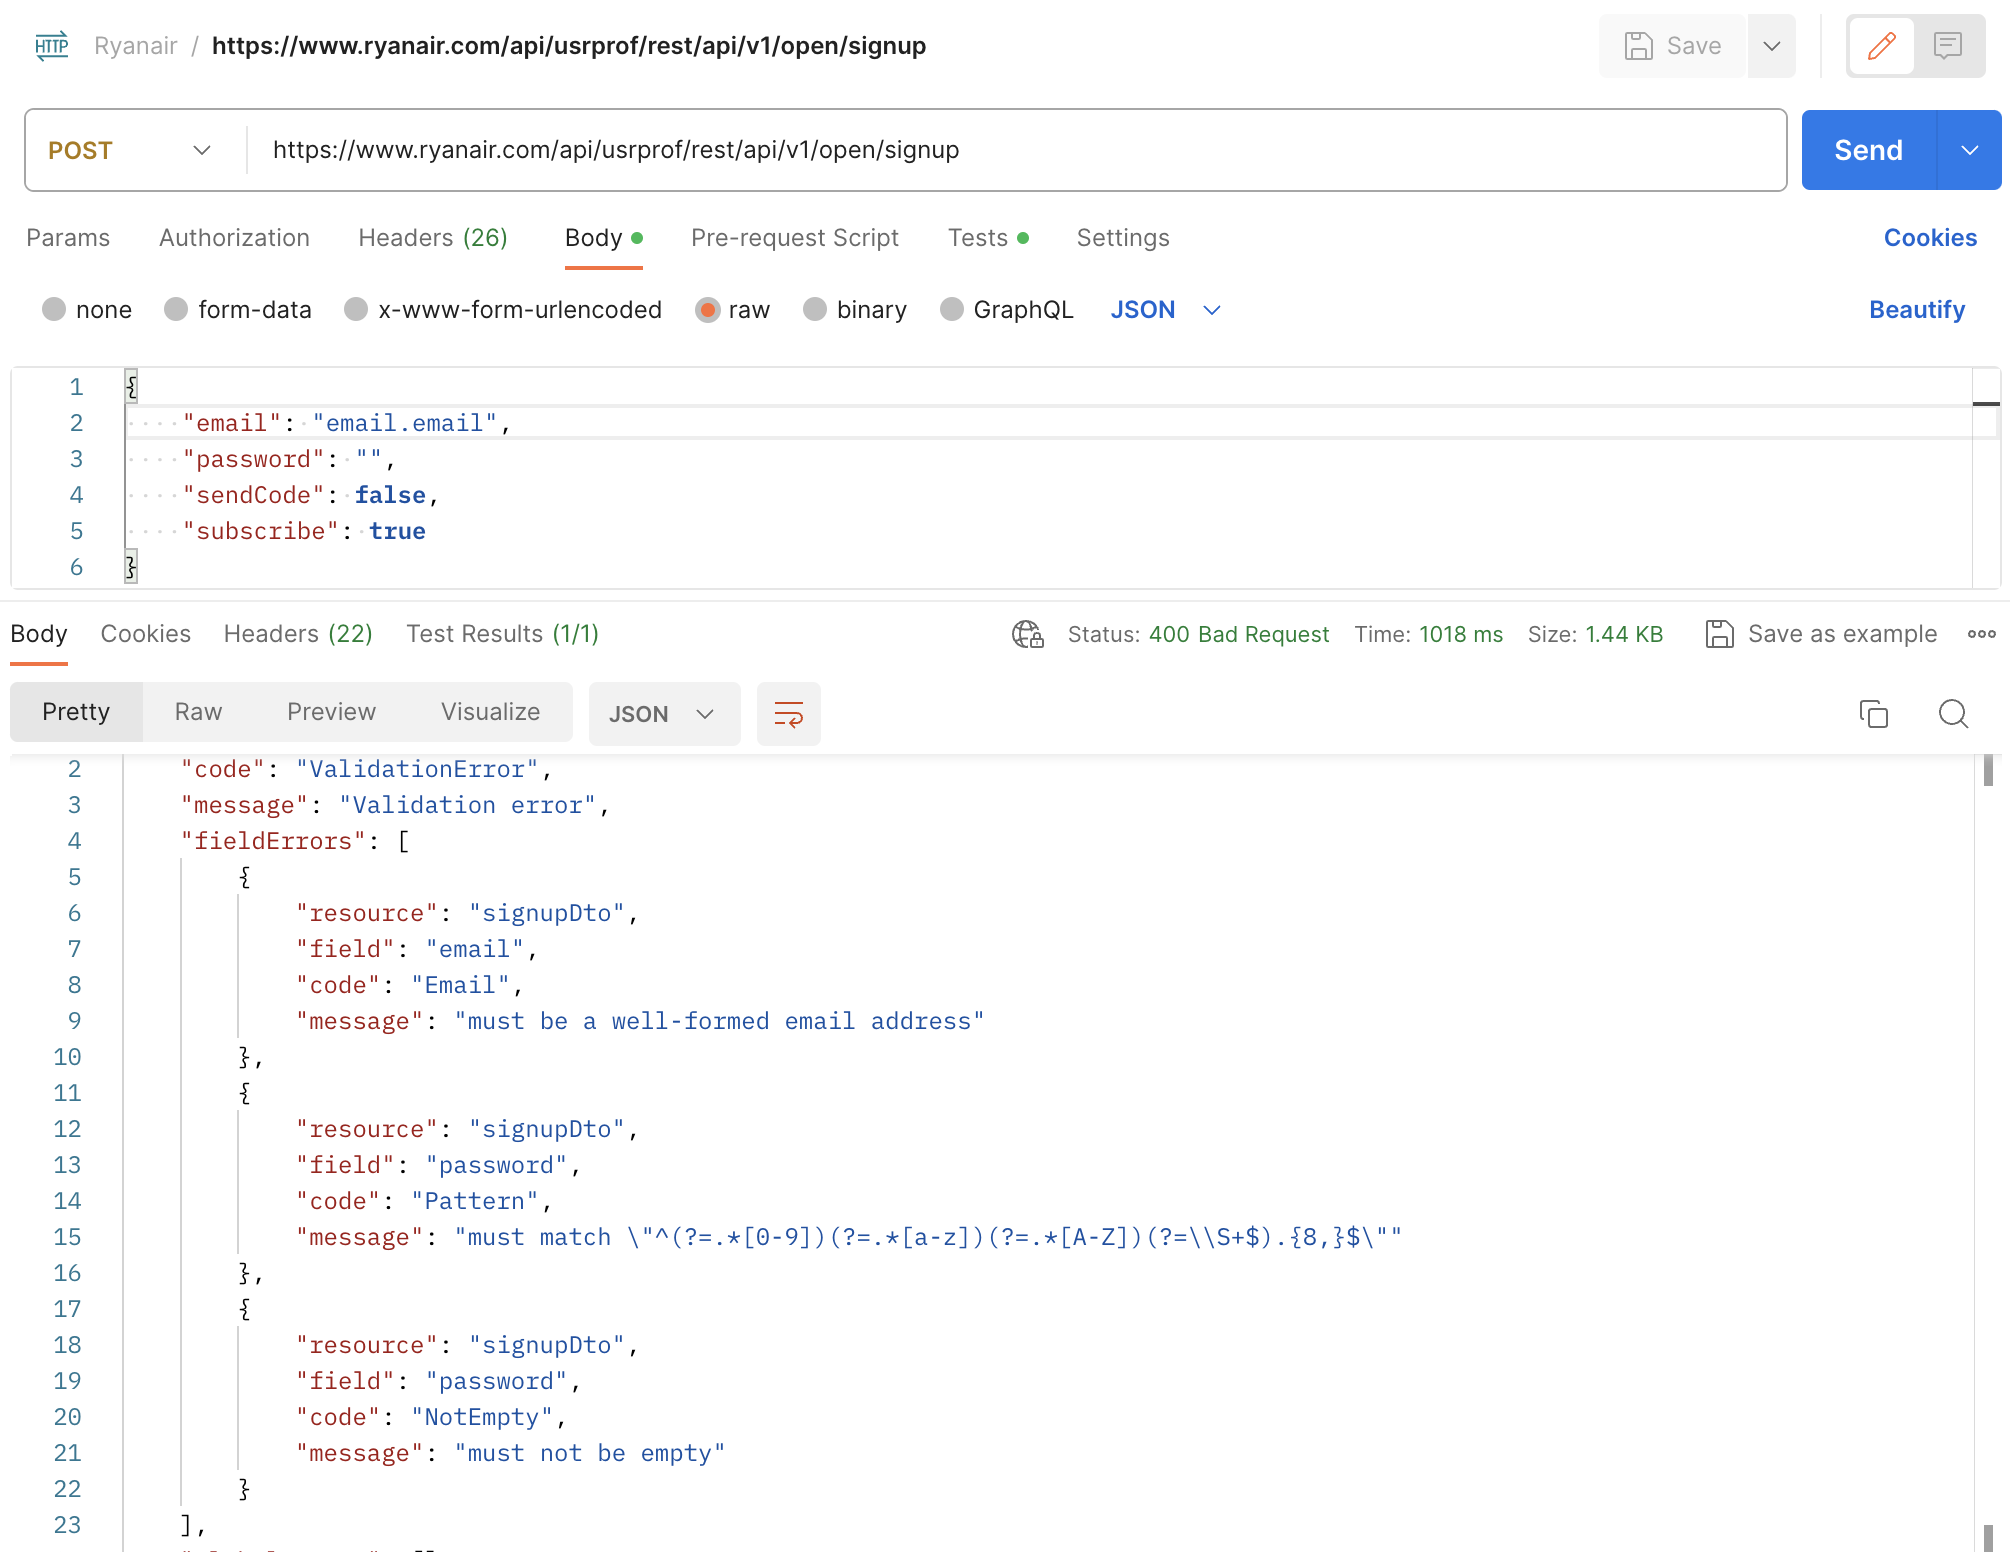 HTTP Ryanair / https://www.ryanair.com/api/usrprof/rest/api/v1/open/signup Save
POST https://www.ryanair.com/api/usrprof/rest/api/v1/open/signup Send
Params Authorization Headers (26) Body Pre-request Script Tests Settings Cookies
none form-data x-www-form-urlencoded raw binary GraphQL JSON Beautify
1 {
2 "email": "email.email",
3 "password": "",
4 "sendCode": false,
5 "subscribe": true
6 }
Body Cookies Headers (22) Test Results (1/1) Status: 400 Bad Request Time: 1018 ms Size: 1.44 KB Save as example
Pretty Raw Preview Visualize JSON
2 "code": "ValidationError",
3 "message": "Validation error",
4 "fieldErrors": [
5 {
6 "resource": "signupDto",
7 "field": "email",
8 "code": "Email",
9 "message": "must be a well-formed email address"
10 },
11 {
12 "resource": "signupDto",
13 "field": "password",
14 "code": "Pattern",
15 "message": "must match \"^(?=.*[0-9])(?=.*[a-z])(?=.*[A-Z])(?=\\S+$).{8,}$\""
16 },
17 {
18 "resource": "signupDto",
19 "field": "password",
20 "code": "NotEmpty",
21 "message": "must not be empty"
22 }
23 ],